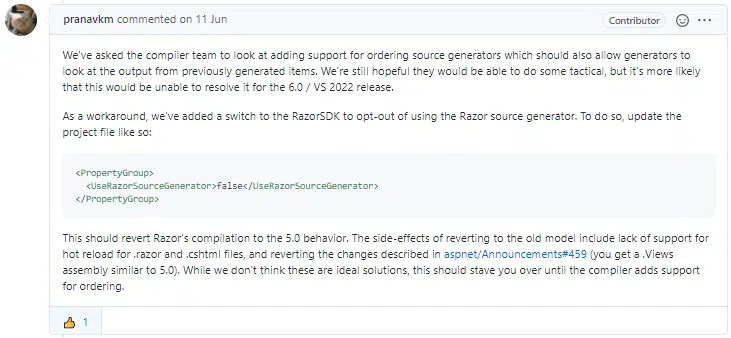 pranavkm commented on 11 Jun
Contributor
We've asked the compiler team to look at adding support for ordering source generators which should also allow generators to
look at the output from previously generated items. We're still hopeful they would be able to do some tactical, but it's more likely
that this would be unable to resolve it for the 6.0 / VS 2022 release.
As a workaround, we've added a switch to the RazorSDK to opt-out of using the Razor source generator. To do so, update the
project file like so:
<PropertyGroup>
  <UseRazorSourceGenerator>false</UseRazorSourceGenerator>
</PropertyGroup>
This should revert Razor's compilation to the 5.0 behavior. The side-effects of reverting to the old model include lack of support for
hot reload for .razor and .cshtml files, and reverting the changes described in aspnet/Announcements#459 (you get a .Views
assembly similar to 5.0). While we don't think these are ideal solutions, this should stave you over until the compiler adds support
for ordering.
👍 1